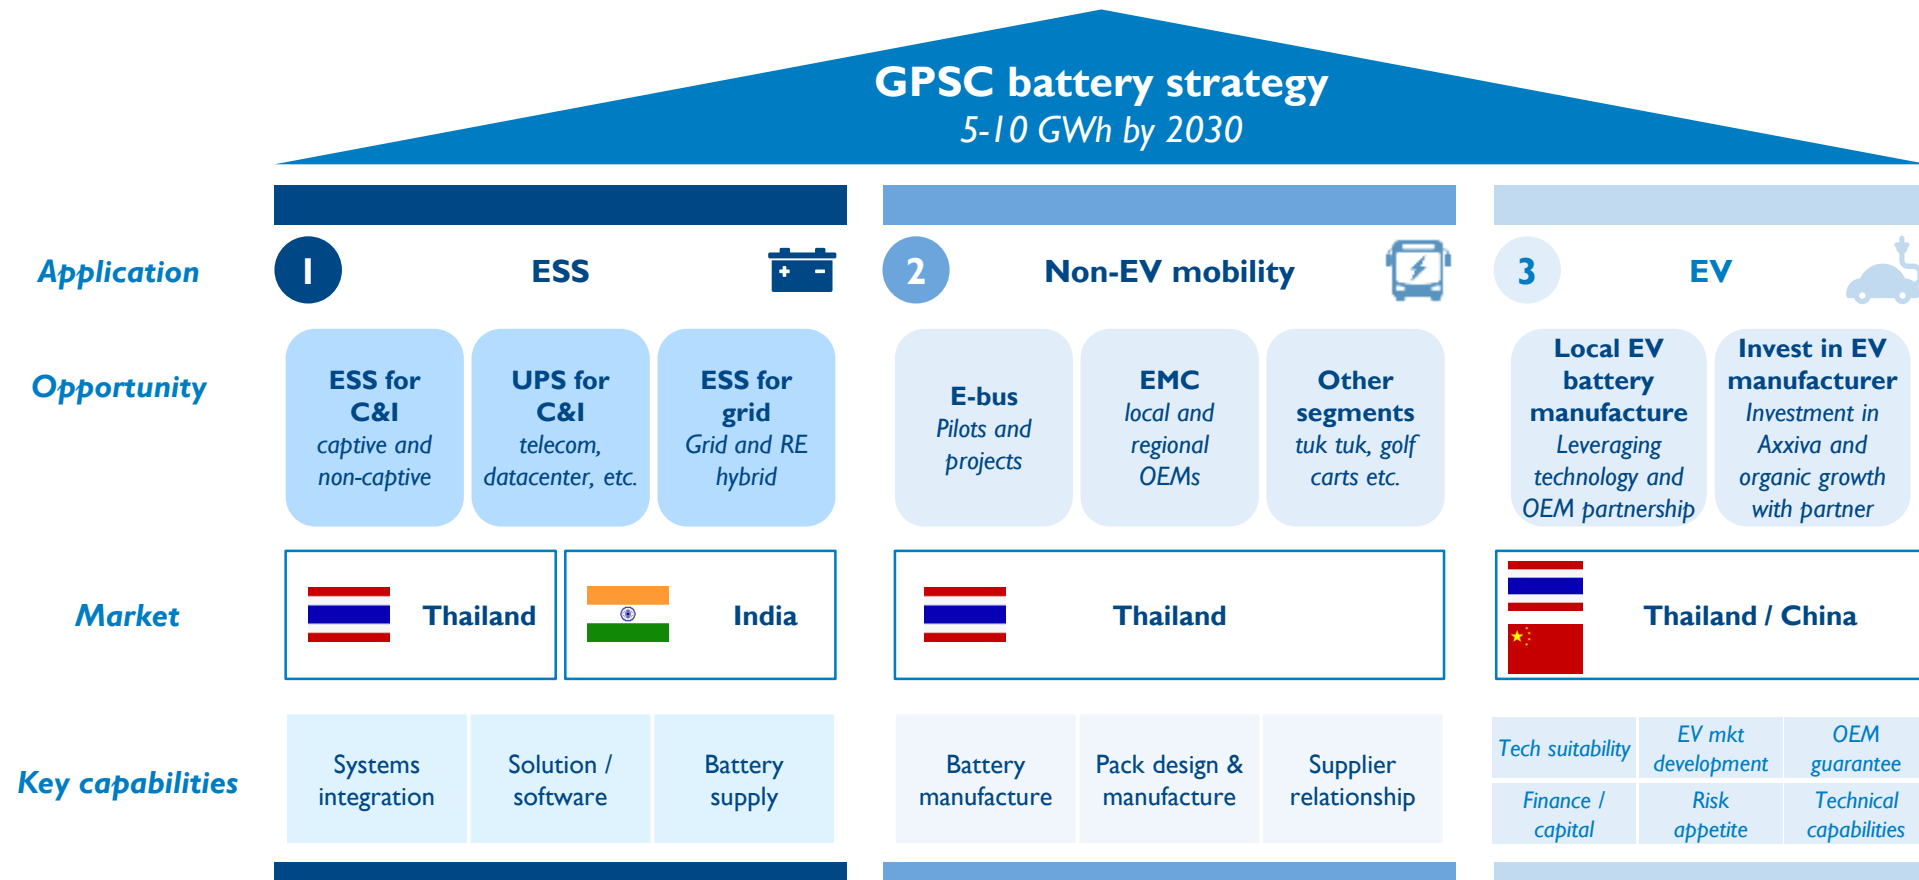 GPSC battery strategy
5-10 GWh by 2030
Application
1
ESS
+ -
2
Non-EV mobility
3
EV
Opportunity
ESS for
C&I
captive and
non-captive
UPS for
C&I
telecom,
datacenter, etc.
ESS for
grid
Grid and RE
hybrid
E-bus
Pilots and
projects
EMC
local and
regional
OEMs
Other
segments
tuk tuk, golf
carts etc.
Local EV
battery
manufacture
Leveraging
technology and
OEM partnership
Invest in EV
manufacturer
Investment in
Axxiva and
organic growth
with partner
Market
Thailand
India
Thailand
Thailand / China
Key capabilities
Systems
integration
Solution /
software
Battery
supply
Battery
manufacture
Pack design &
manufacture
Supplier
relationship
Tech suitability
EV mkt
development
OEM
guarantee
Finance /
capital
Risk
appetite
Technical
capabilities